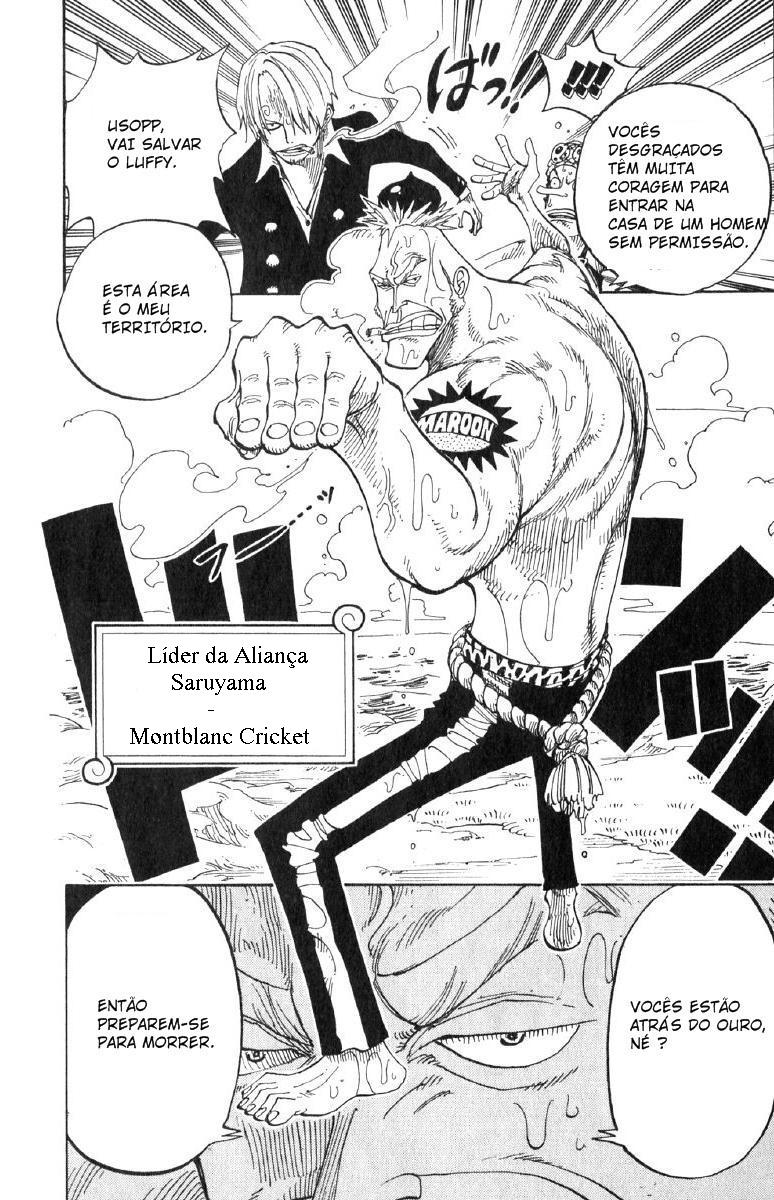 ばっ!!
!!!
USOPP,
VAI SALVAR
O LUFFY.
VOCÊS
DESGRAÇADOS
TÊM MUITA
CORAGEM PARA
ENTRAR NA
CASA DE UM HOMEM
SEM PERMISSÃO.
ESTA ÁREA
É O MEU
TERRITÓRIO.
MAROON
Líder da Aliança
Saruyama
-
Montblanc Cricket
VOCÊS ESTÃO
ATRÁS DO OURO,
NÉ ?
ENTÃO
PREPAREM-SE
PARA MORRER.